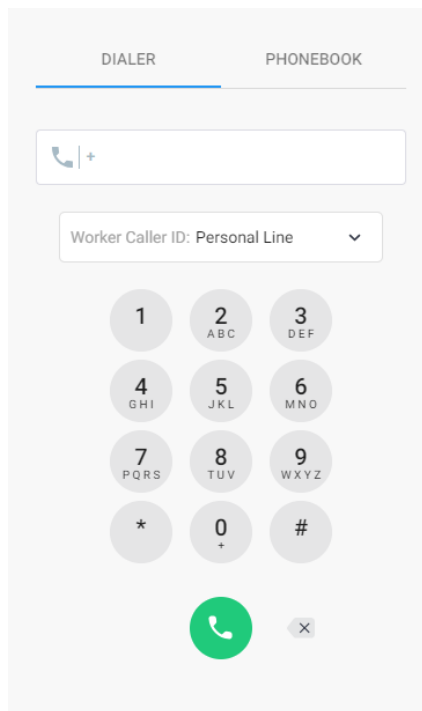 DIALER PHONEBOOK
+
Worker Caller ID: Personal Line
1 2 3
ABC DEF
4 5 6
GHI JKL MNO
7 8 9
PQRS TUV WXYZ
* 0 #
+